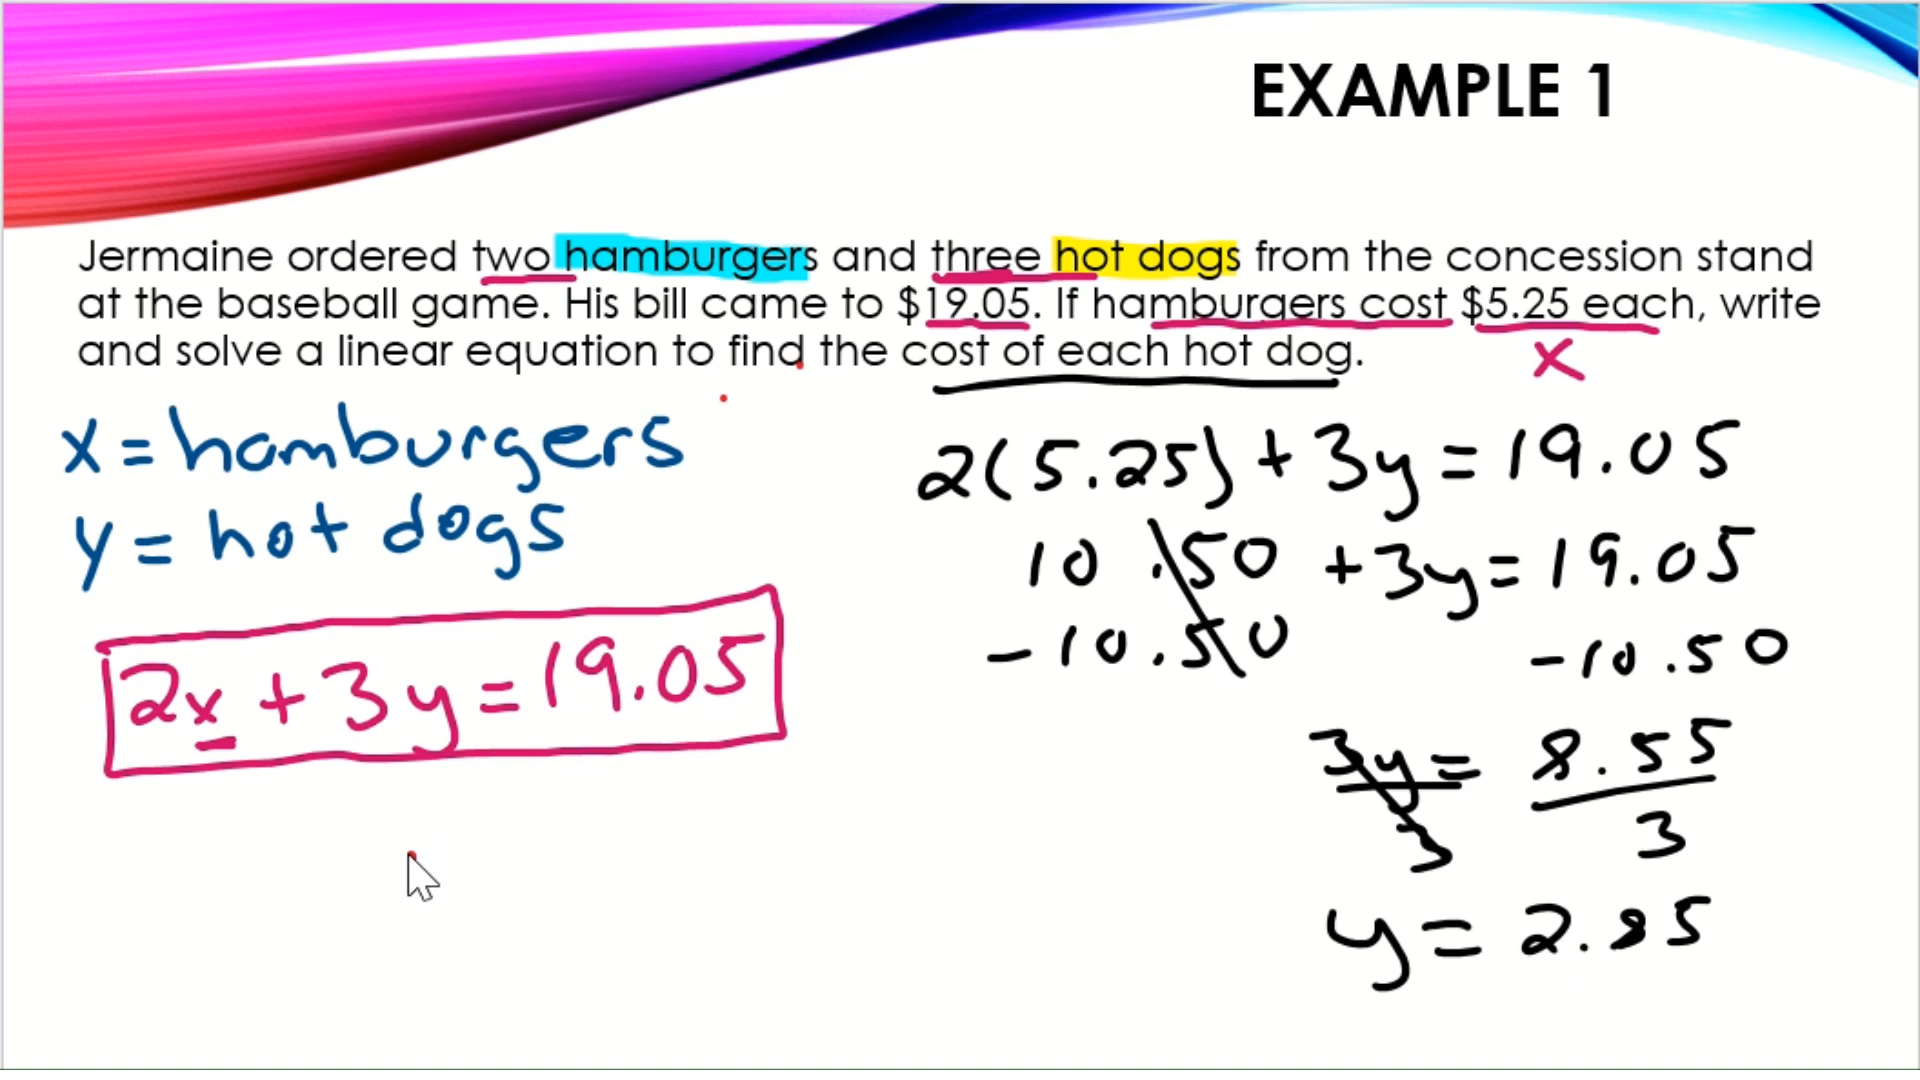 EXAMPLE 1
Jermaine ordered two hamburgers and three hot dogs from the concession stand
at the baseball game. His bill came to $19.05. If hamburgers cost $5.25 each, write
and solve a linear equation to find the cost of each hot dog.
x
x = hamburgers
y = hot dogs
2x + 3y = 19.05
2(5.25) + 3y = 19.05
10.50 + 3y = 19.05
-10.50 -10.50
3y = 8.55
3 3
y = 2.85